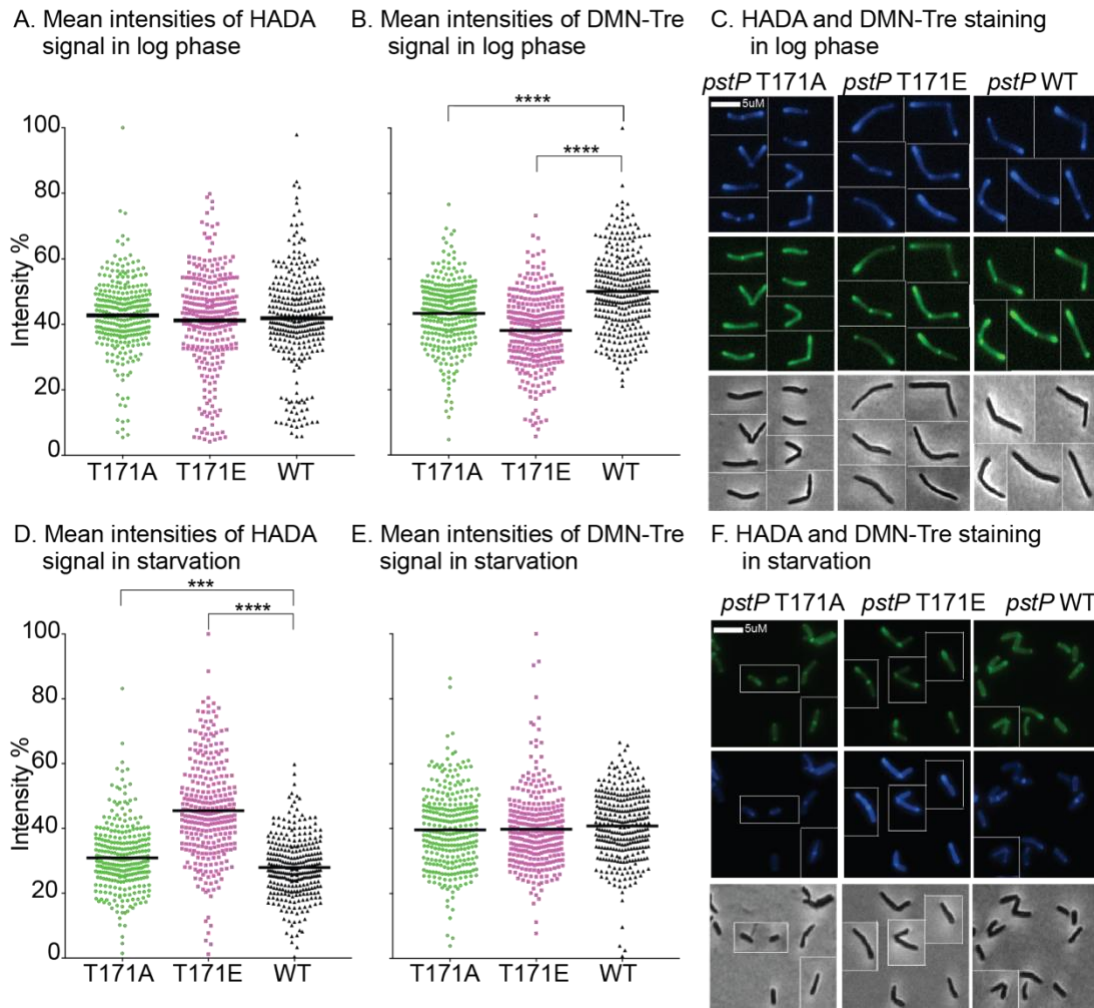 A. Mean intensities of HADA
signal in log phase
B. Mean intensities of DMN-Tre
signal in log phase
C. HADA and DMN-Tre staining
in log phase
Intensity %
100
80
60
40
20
0
T171A T171E WT
****
****
T171A T171E WT
pstP T171A pstP T171E pstP WT
5uM
D. Mean intensities of HADA
signal in starvation
E. Mean intensities of DMN-Tre
signal in starvation
F. HADA and DMN-Tre staining
in starvation
Intensity %
100
80
60
40
20
0
***
****
T171A T171E WT
T171A T171E WT
pstP T171A pstP T171E pstP WT
5uM